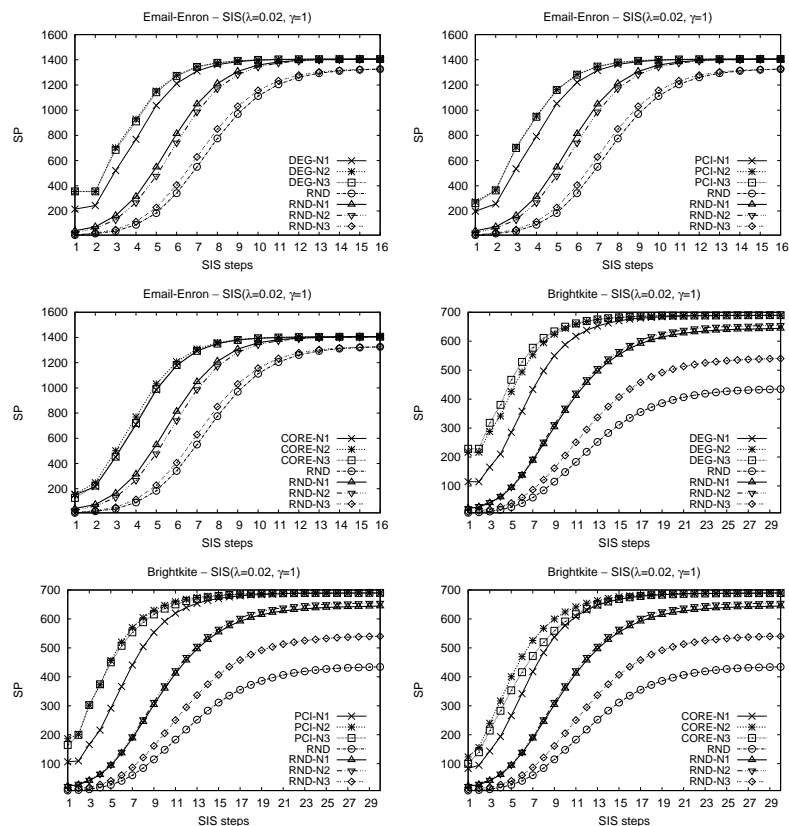 Email-Enron – SIS(λ=0.02, γ=1)
1600
1400
1200
1000
800
600
400
200
SP
DEG-N1
DEG-N2
DEG-N3
RND
RND-N1
RND-N2
RND-N3
1 2 3 4 5 6 7 8 9 10 11 12 13 14 15 16
SIS steps
Email-Enron – SIS(λ=0.02, γ=1)
1600
1400
1200
1000
800
600
400
200
SP
PCI-N1
PCI-N2
PCI-N3
RND
RND-N1
RND-N2
RND-N3
1 2 3 4 5 6 7 8 9 10 11 12 13 14 15 16
SIS steps
Email-Enron – SIS(λ=0.02, γ=1)
1600
1400
1200
1000
800
600
400
200
SP
CORE-N1
CORE-N2
CORE-N3
RND
RND-N1
RND-N2
RND-N3
1 2 3 4 5 6 7 8 9 10 11 12 13 14 15 16
SIS steps
Brightkite – SIS(λ=0.02, γ=1)
700
600
500
400
300
200
100
SP
DEG-N1
DEG-N2
DEG-N3
RND
RND-N1
RND-N2
RND-N3
1 3 5 7 9 11 13 15 17 19 21 23 25 27 29
SIS steps
Brightkite – SIS(λ=0.02, γ=1)
700
600
500
400
300
200
100
SP
PCI-N1
PCI-N2
PCI-N3
RND
RND-N1
RND-N2
RND-N3
1 3 5 7 9 11 13 15 17 19 21 23 25 27 29
SIS steps
Brightkite – SIS(λ=0.02, γ=1)
700
600
500
400
300
200
100
SP
CORE-N1
CORE-N2
CORE-N3
RND
RND-N1
RND-N2
RND-N3
1 3 5 7 9 11 13 15 17 19 21 23 25 27 29
SIS steps